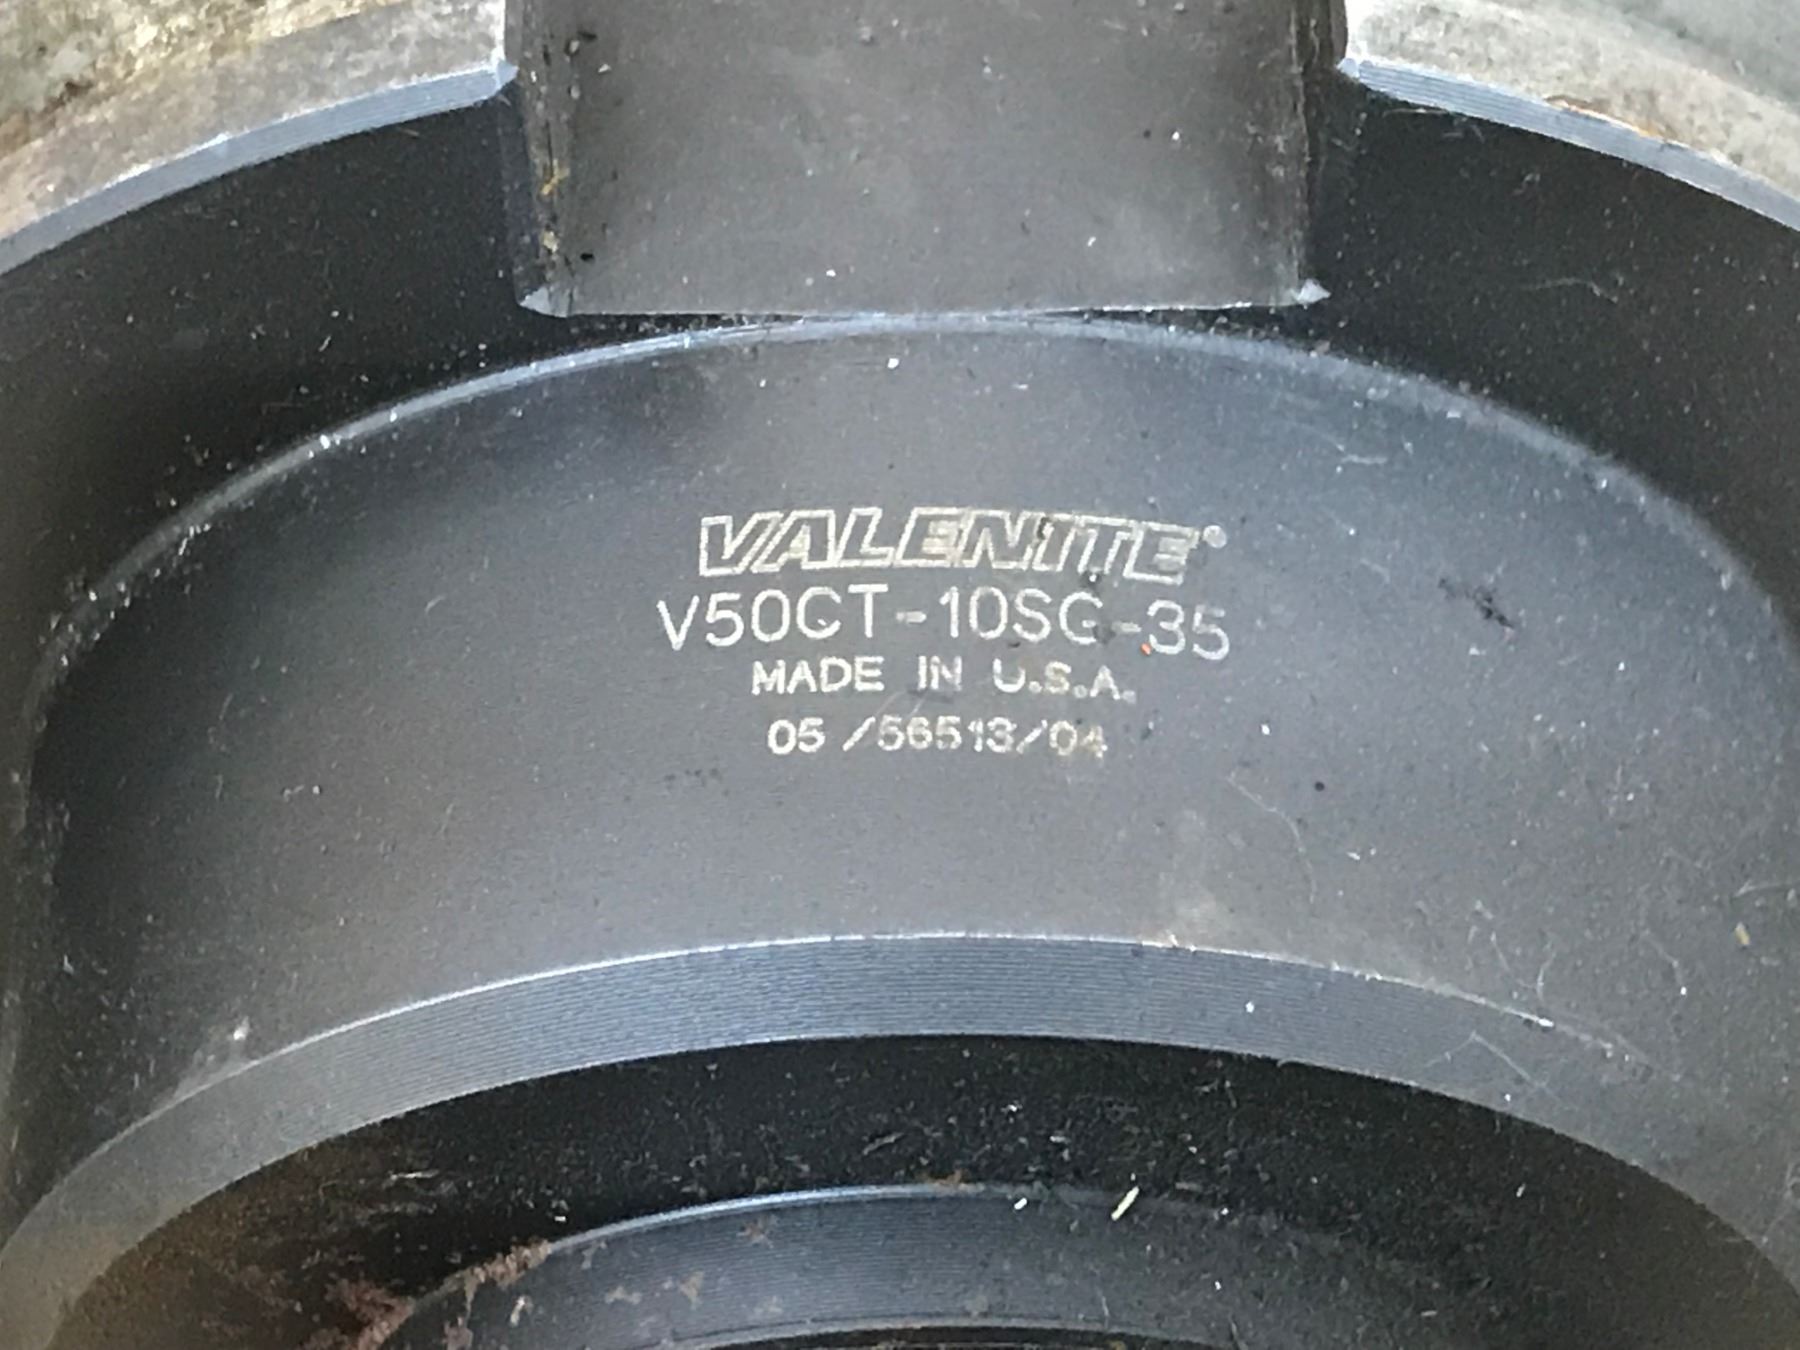 VALENITE®
V50CT-10SG-35
MADE IN U.S.A.
05 /56513/04